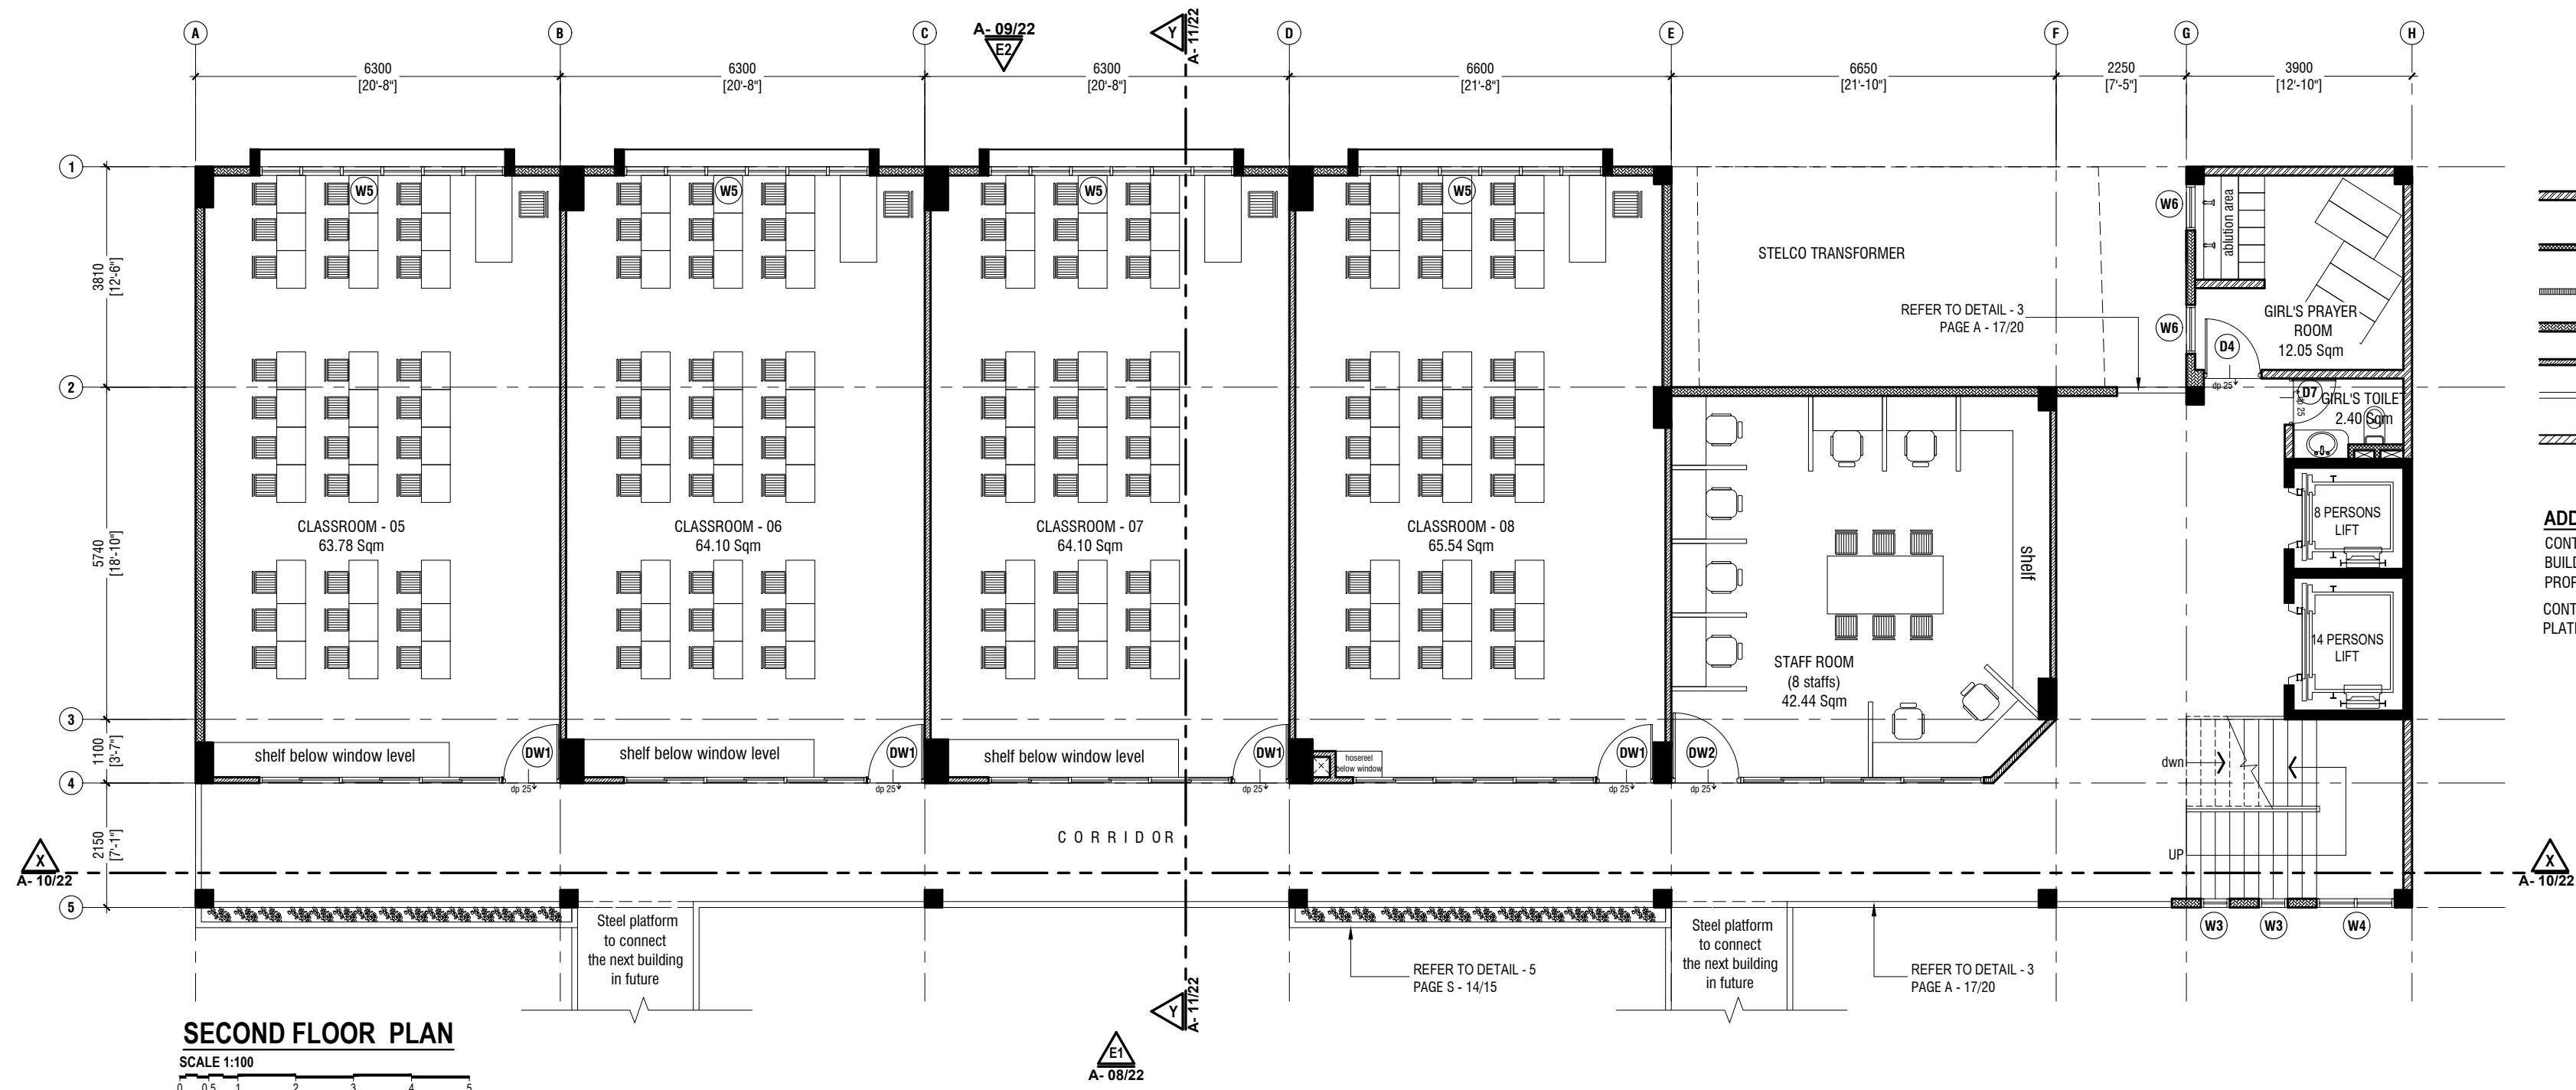 A
B
C
D
E
F
G
H
A- 09/22
E2
Y
A- 11/22
6300
[20'-8"]
6300
[20'-8"]
6300
[20'-8"]
6600
[21'-8"]
6650
[21'-10"]
2250
[7'-5"]
3900
[12'-10"]
1
2
3
4
5
3810
[12'-6"]
5740
[18'-10"]
1100
[3'-7"]
2150
[7'-1"]
W5
W5
W5
W5
W6
W6
ablution area
STELCO TRANSFORMER
REFER TO DETAIL - 3
PAGE A - 17/20
GIRL'S PRAYER
ROOM
12.05 Sqm
D4
dp 25
D7
dp 25
GIRL'S TOILET
2.40 Sqm
CLASSROOM - 05
63.78 Sqm
CLASSROOM - 06
64.10 Sqm
CLASSROOM - 07
64.10 Sqm
CLASSROOM - 08
65.54 Sqm
8 PERSONS
LIFT
14 PERSONS
LIFT
shelf
STAFF ROOM
(8 staffs)
42.44 Sqm
shelf below window level
DW1
dp 25
shelf below window level
DW1
dp 25
shelf below window level
DW1
dp 25
hosereel
below window
DW1
dp 25
DW2
dp 25
dwn
UP
CORRIDOR
X
A- 10/22
X
A- 10/22
W3
W3
W4
Steel platform
to connect
the next building
in future
Steel platform
to connect
the next building
in future
REFER TO DETAIL - 5
PAGE S - 14/15
REFER TO DETAIL - 3
PAGE A - 17/20
Y
A- 11/22
E1
A- 08/22
SECOND FLOOR PLAN
SCALE 1:100
0 0.5 1 2 3 4 5